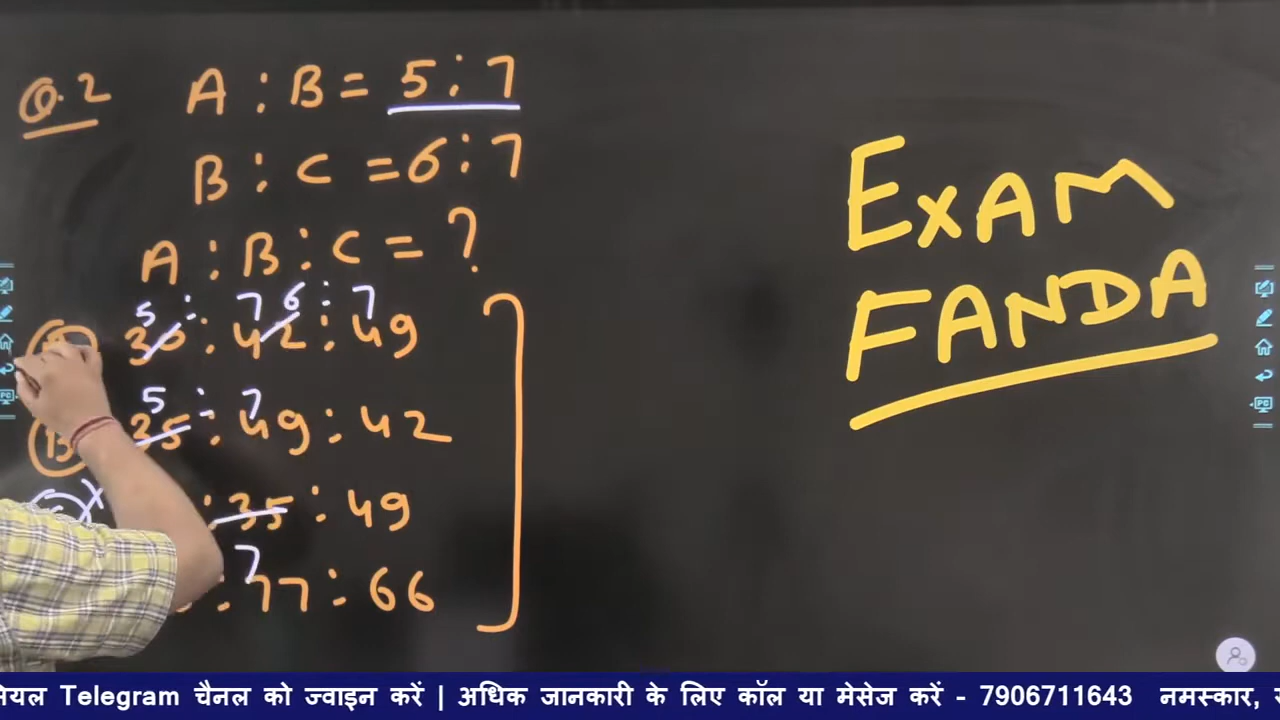 Q.2 A : B = 5 : 7
B : C = 6 : 7
A : B : C = ?
5 : 7 6 : 7
30 : 42 : 49
5 : 7
B 35 : 49 : 42
: 35 : 49
7
: 77 : 66
]
EXAM
FANDA
Telegram चैनल को ज्वाइन करें | अधिक जानकारी के लिए कॉल या मेसेज करें - 7906711643 नमस्कार,